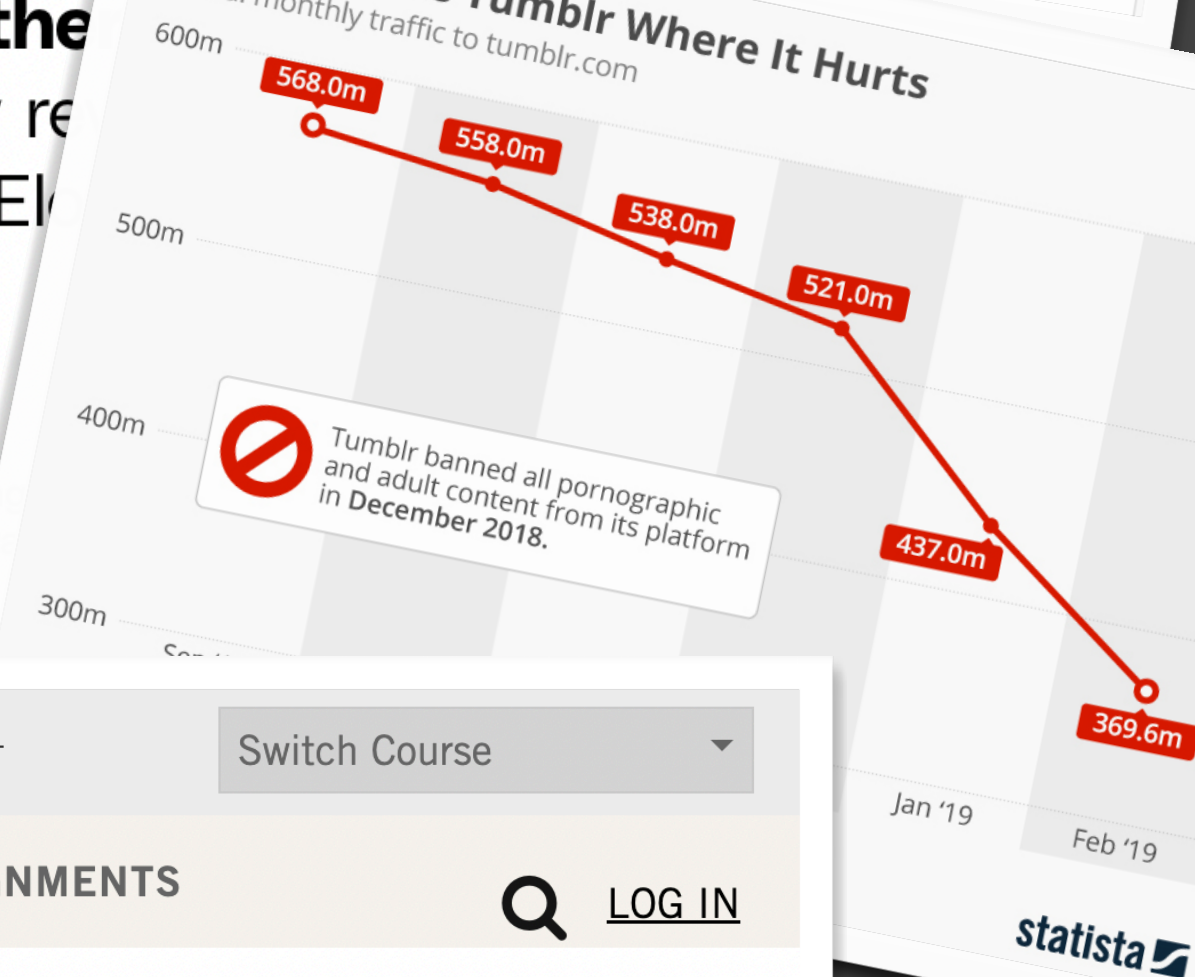 the
re
Tumblr Where It Hurts
monthly traffic to tumblr.com
600m
568.0m
558.0m
538.0m
521.0m
500m
400m
Tumblr banned all pornographic
and adult content from its platform
in December 2018.
437.0m
369.6m
300m
Jan ‘19
Feb ‘19
statista
Switch Course
NMENTS
LOG IN